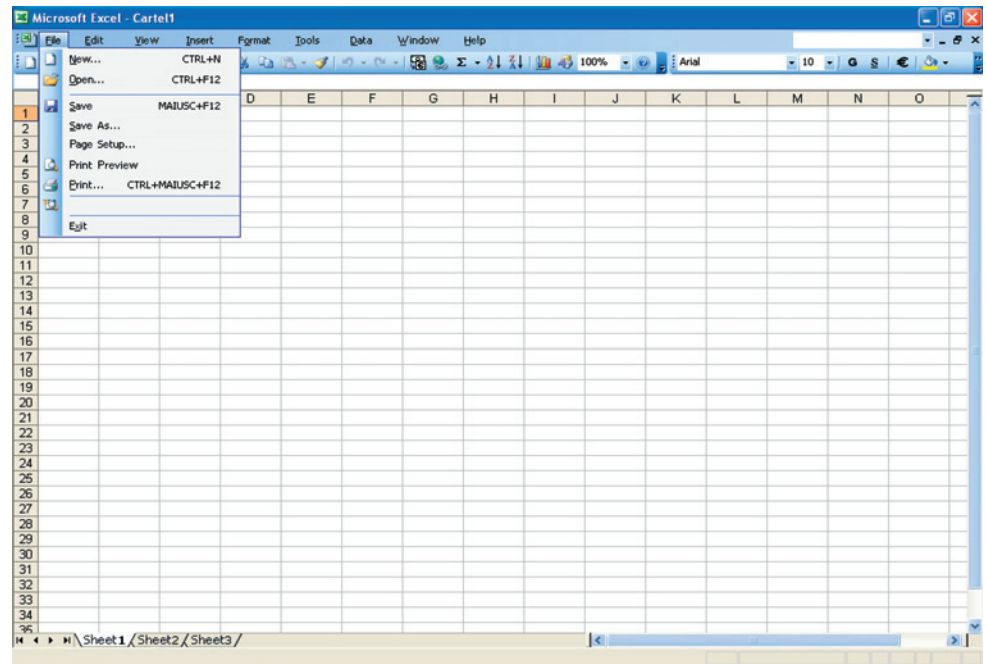 Microsoft Excel - Cartel1
File Edit View Insert Format Tools Data Window Help
100% Arial 10 G S €
New... CTRL+N
Open... CTRL+F12
Save MAIUSC+F12
Save As...
Page Setup...
Print Preview
Print... CTRL+MAIUSC+F12
Exit
D E F G H I J K L M N O
1
2
3
4
5
6
7
8
9
10
11
12
13
14
15
16
17
18
19
20
21
22
23
24
25
26
27
28
29
30
31
32
33
34
35
Sheet1 Sheet2 Sheet3